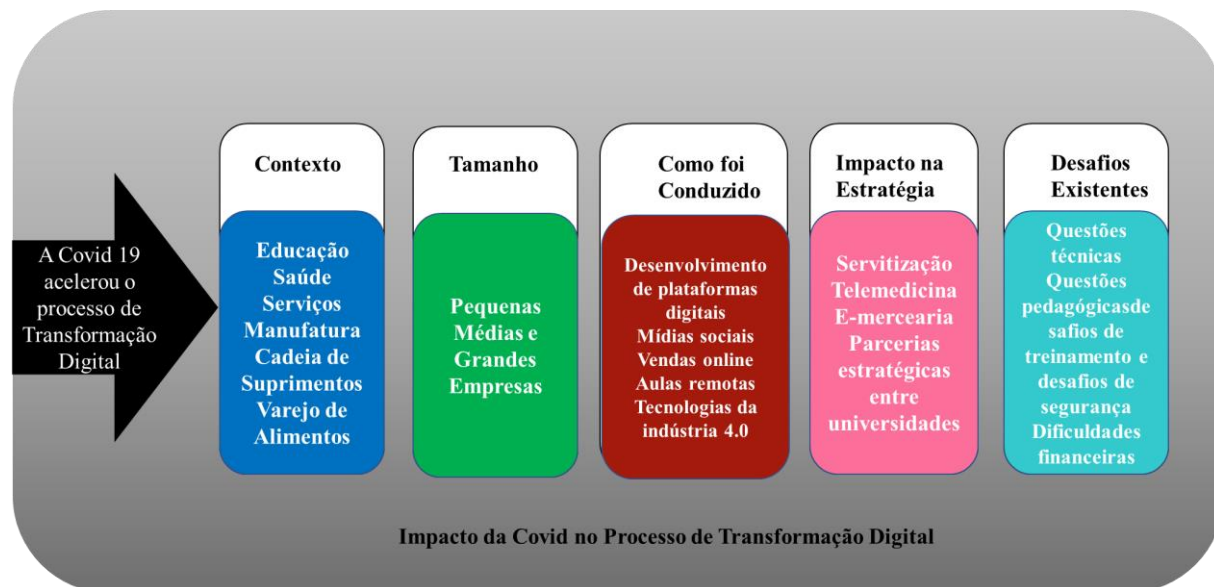 A Covid 19
acelerou o
processo de
Transformação
Digital
Contexto
Educação
Saúde
Serviços
Manufatura
Cadeia de
Suprimentos
Varejo de
Alimentos
Tamanho
Pequenas
Médias e
Grandes
Empresas
Como foi
Conduzido
Desenvolvimento
de plataformas
digitais
Mídias sociais
Vendas online
Aulas remotas
Tecnologias da
indústria 4.0
Impacto na
Estratégia
Servitização
Telemedicina
E-mercearia
Parcerias
estratégicas
entre
universidades
Desafios
Existentes
Questões
técnicas
Questões
pedagógicasde
safios de
treinamento e
desafios de
segurança
Dificuldades
financeiras
Impacto da Covid no Processo de Transformação Digital